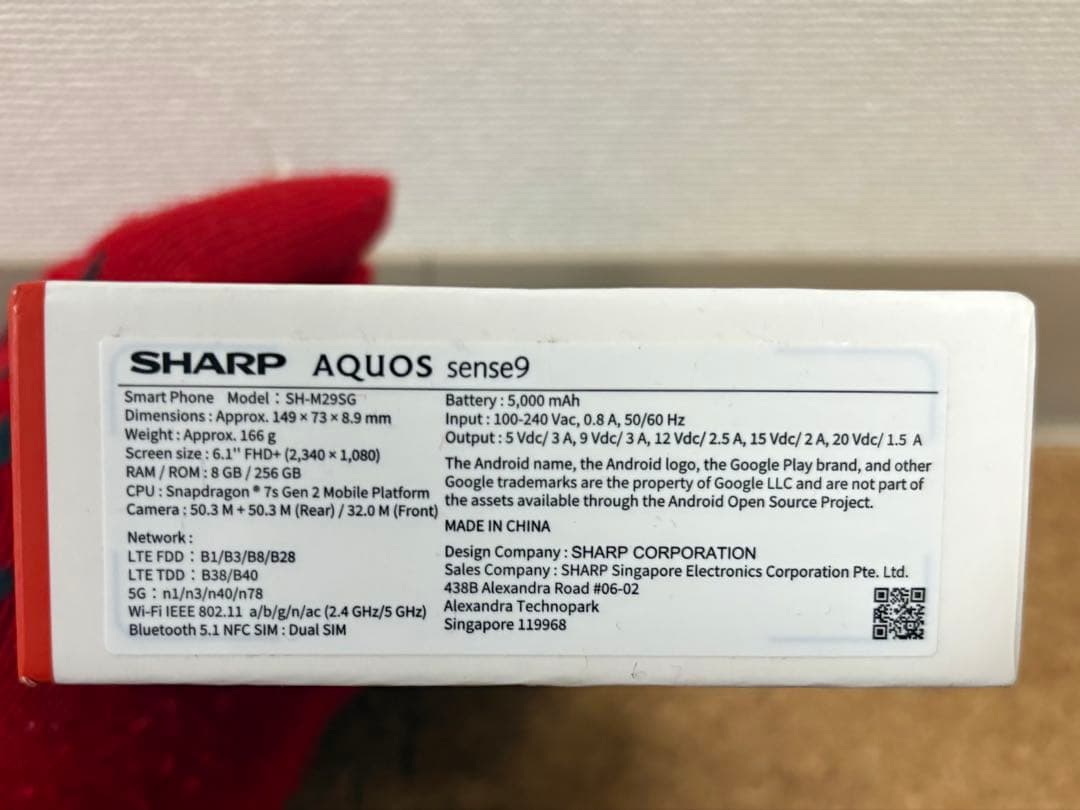 SHARP AQUOS sense9
Smart Phone Model : SH-M29SG
Dimensions : Approx. 149 × 73 × 8.9 mm
Weight : Approx. 166 g
Screen size : 6.1" FHD+ (2,340 × 1,080)
RAM / ROM : 8 GB / 256 GB
CPU : Snapdragon® 7s Gen 2 Mobile Platform
Camera : 50.3 M + 50.3 M (Rear) / 32.0 M (Front)
Network :
LTE FDD : B1/B3/B8/B28
LTE TDD : B38/B40
5G : n1/n3/n40/n78
Wi-Fi IEEE 802.11 a/b/g/n/ac (2.4 GHz/5 GHz)
Bluetooth 5.1 NFC SIM : Dual SIM
Battery : 5,000 mAh
Input : 100-240 Vac, 0.8 A, 50/60 Hz
Output : 5 Vdc/ 3 A, 9 Vdc/ 3 A, 12 Vdc/ 2.5 A, 15 Vdc/ 2 A, 20 Vdc/ 1.5 A
The Android name, the Android logo, the Google Play brand, and other
Google trademarks are the property of Google LLC and are not part of
the assets available through the Android Open Source Project.
MADE IN CHINA
Design Company : SHARP CORPORATION
Sales Company : SHARP Singapore Electronics Corporation Pte. Ltd.
438B Alexandra Road #06-02
Alexandra Technopark
Singapore 119968